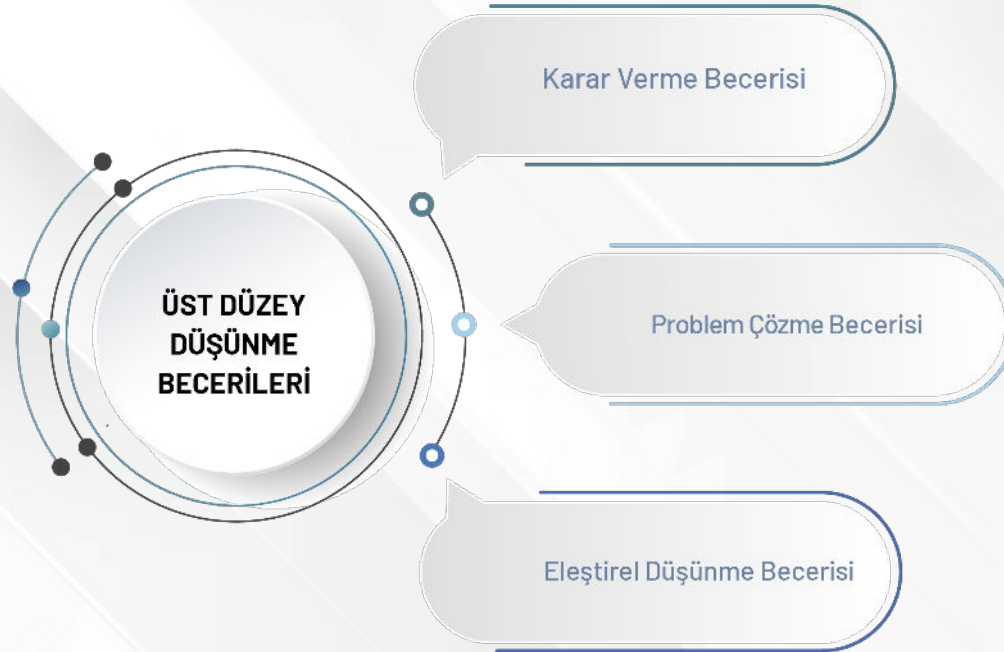 Karar Verme Becerisi
ÜST DÜZEY
DÜŞÜNME
BECERİLERİ
Problem Çözme Becerisi
Eleştirel Düşünme Becerisi